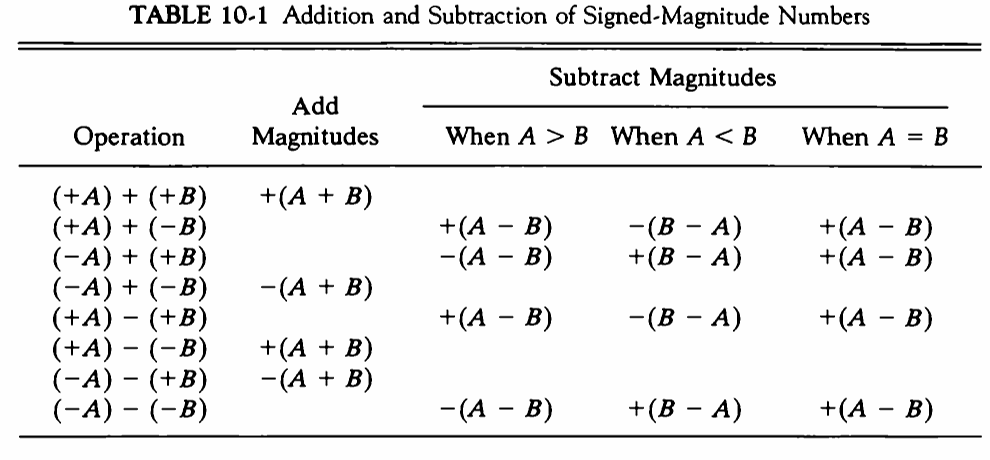 TABLE 10-1 Addition and Subtraction of Signed-Magnitude Numbers
Subtract Magnitudes
Add
Operation Magnitudes When A > B When A < B When A = B
(+A) + (+B) +(A + B)
(+A) + (−B) +(A − B) −(B − A) +(A − B)
(−A) + (+B) −(A − B) +(B − A) +(A − B)
(−A) + (−B) −(A + B)
(+A) − (+B) +(A − B) −(B − A) +(A − B)
(+A) − (−B) +(A + B)
(−A) − (+B) −(A + B)
(−A) − (−B) −(A − B) +(B − A) +(A − B)